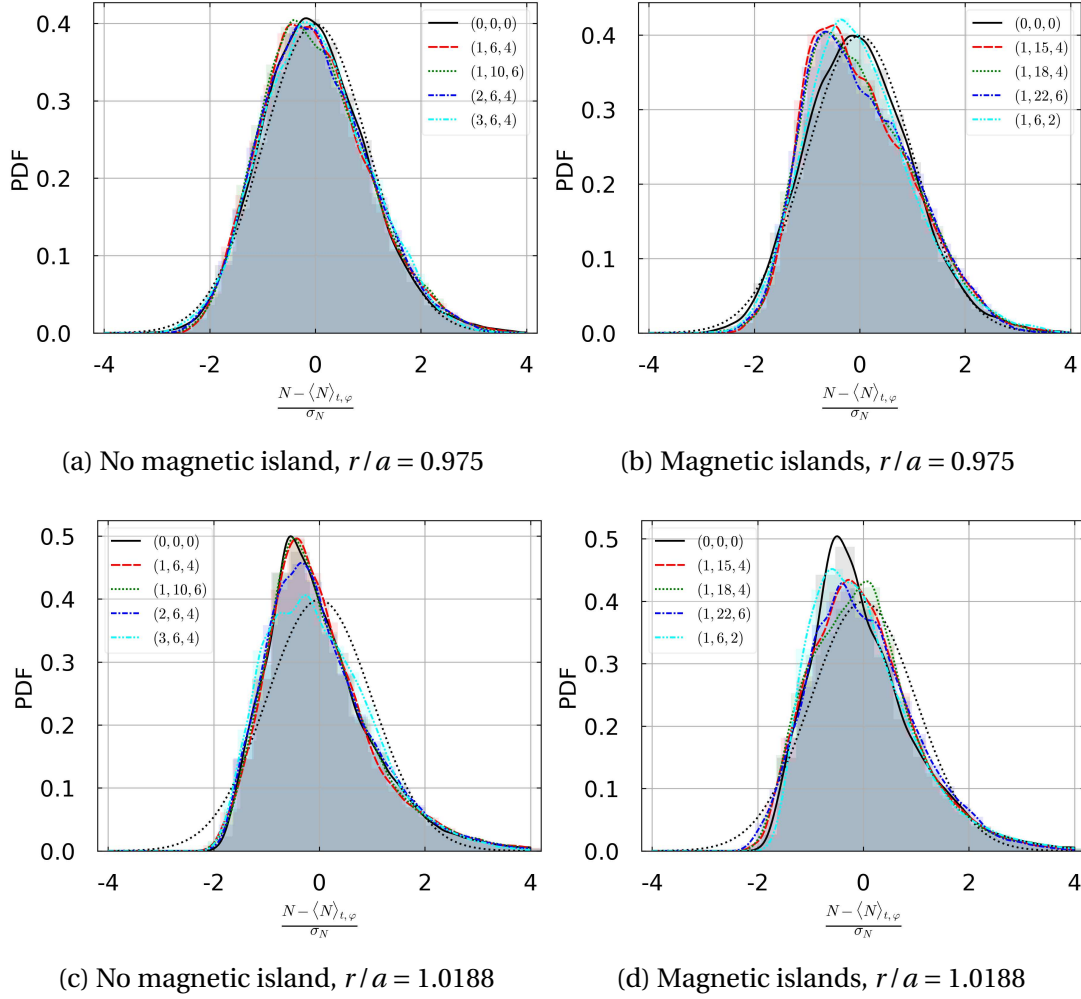 PDF
0.4
0.3
0.2
0.1
0.0
-4 -2 0 2 4
(0, 0, 0)
(1, 6, 4)
(1, 10, 6)
(2, 6, 4)
(3, 6, 4)
N − ⟨N⟩t,φ
σN
(a) No magnetic island, r/a = 0.975
PDF
0.4
0.3
0.2
0.1
0.0
-4 -2 0 2 4
(0, 0, 0)
(1, 15, 4)
(1, 18, 4)
(1, 22, 6)
(1, 6, 2)
N − ⟨N⟩t,φ
σN
(b) Magnetic islands, r/a = 0.975
PDF
0.5
0.4
0.3
0.2
0.1
0.0
-4 -2 0 2 4
(0, 0, 0)
(1, 6, 4)
(1, 10, 6)
(2, 6, 4)
(3, 6, 4)
N − ⟨N⟩t,φ
σN
(c) No magnetic island, r/a = 1.0188
PDF
0.5
0.4
0.3
0.2
0.1
0.0
-4 -2 0 2 4
(0, 0, 0)
(1, 15, 4)
(1, 18, 4)
(1, 22, 6)
(1, 6, 2)
N − ⟨N⟩t,φ
σN
(d) Magnetic islands, r/a = 1.0188